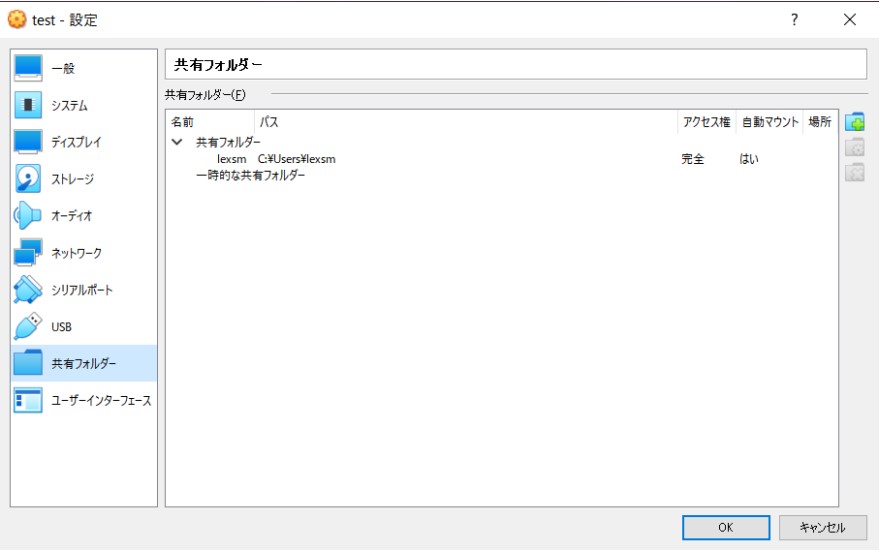 test - 設定
?
一般
システム
ディスプレイ
ストレージ
オーディオ
ネットワーク
シリアルポート
USB
共有フォルダー
ユーザーインターフェース
共有フォルダー
共有フォルダー(F)
名前 パス アクセス権 自動マウント 場所
共有フォルダー
lexsm C:¥Users¥lexsm 完全 はい
一時的な共有フォルダー
OK キャンセル